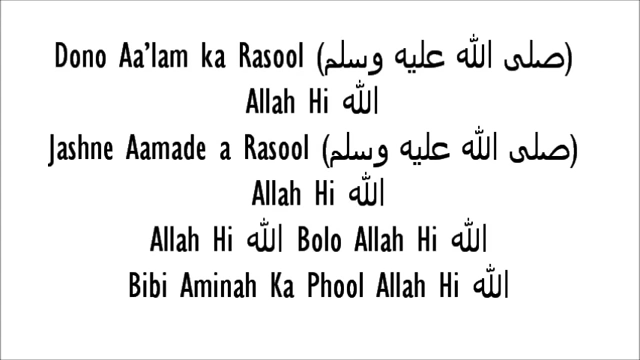 Dono Aa'lam ka Rasool (صلى الله عليه وسلم)
Allah Hi الله
Jashne Aamade a Rasool (صلى الله عليه وسلم)
Allah Hi الله
Allah Hi الله Bolo Allah Hi الله
Bibi Aminah Ka Phool Allah Hi الله